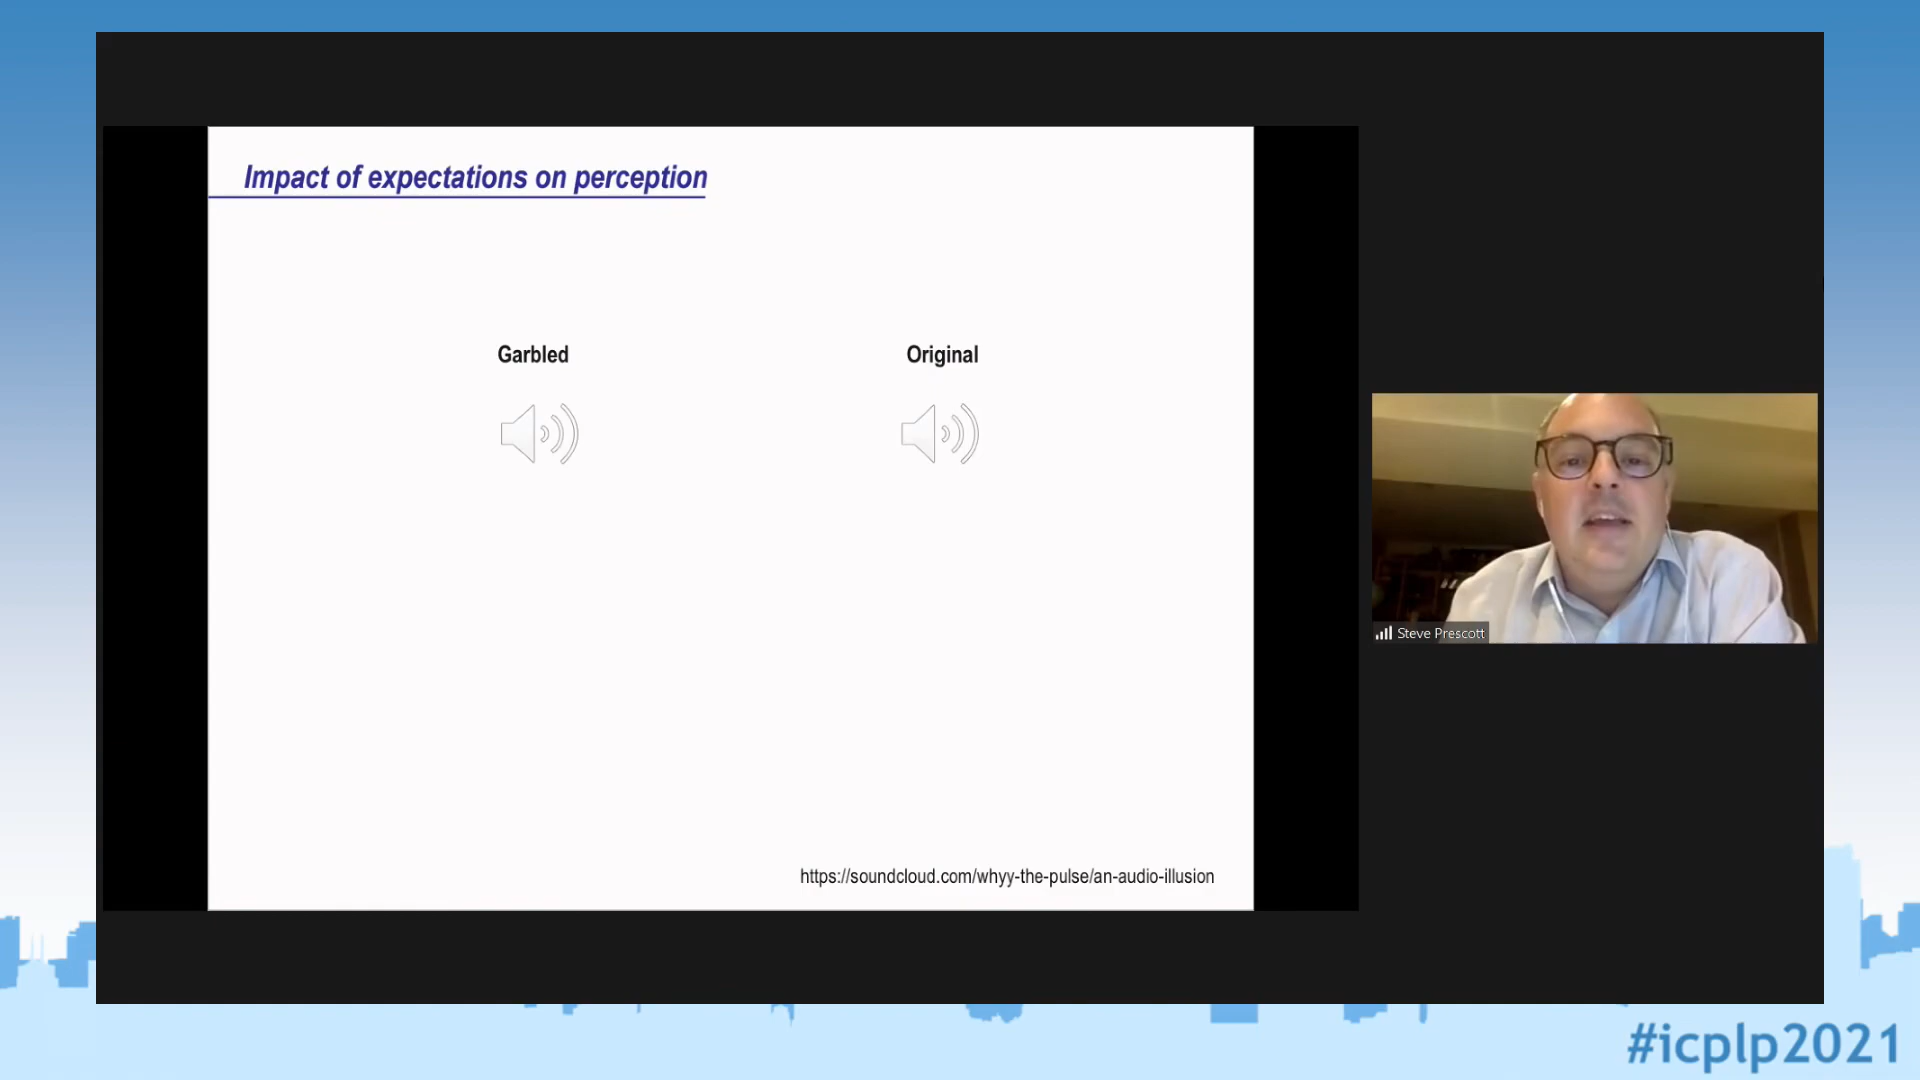 Impact of expectations on perception
Garbled
Original
https://soundcloud.com/whyy-the-pulse/an-audio-illusion
Steve Prescott
#icplp2021